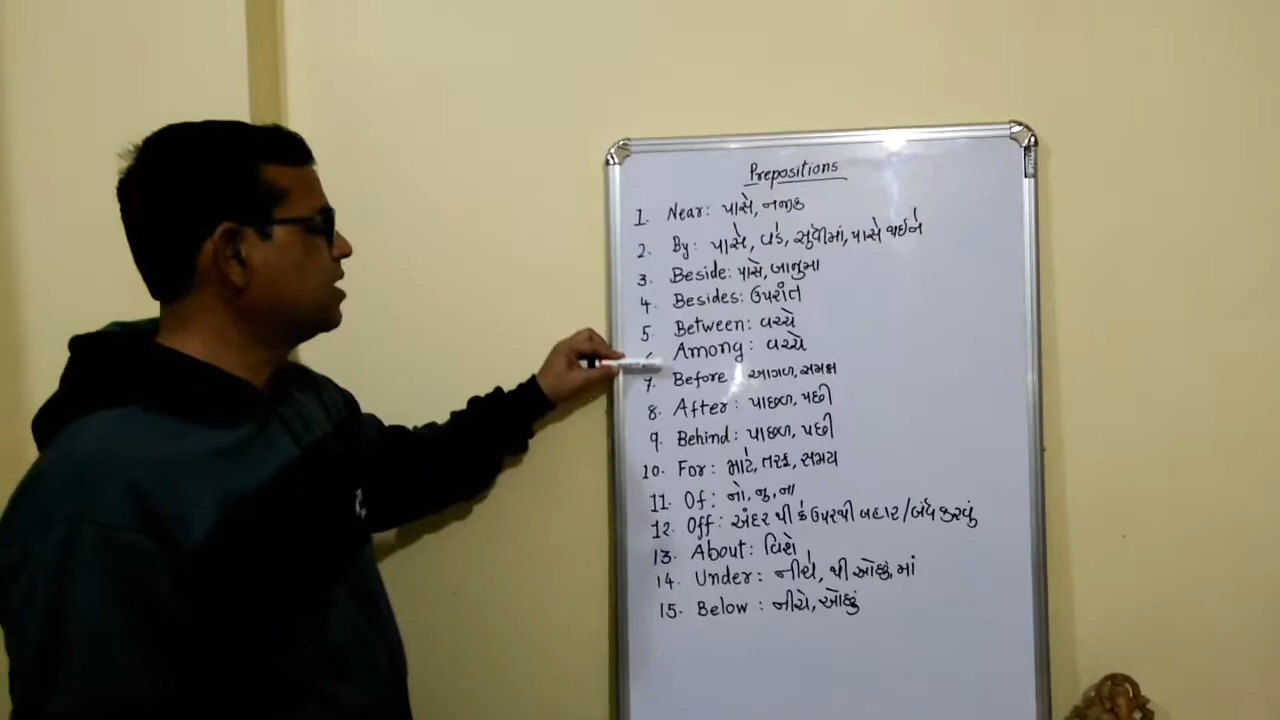 Prepositions
1. Near: પાસે, નજીક
2. By: પાસે, વડે, સુધીમાં, પાસે થઈને
3. Beside: પાસે, બાજુમા
4. Besides: ઉપરાંત
5. Between: વચ્ચે
6 Among: વચ્ચે
7. Before: આગળ, સમક્ષ
8. After: પાછળ, પછી
9. Behind: પાછળ, પછી
10. For: માટે, તરફ, સમય
11. Of: નો, નુ, ના
12. Off: અંદર થી કે ઉપરથી બહાર/બંધ કરવું
13. About: વિશે
14. Under: નીચે, થી ઓછું, માં
15. Below: નીચે, ઓછું